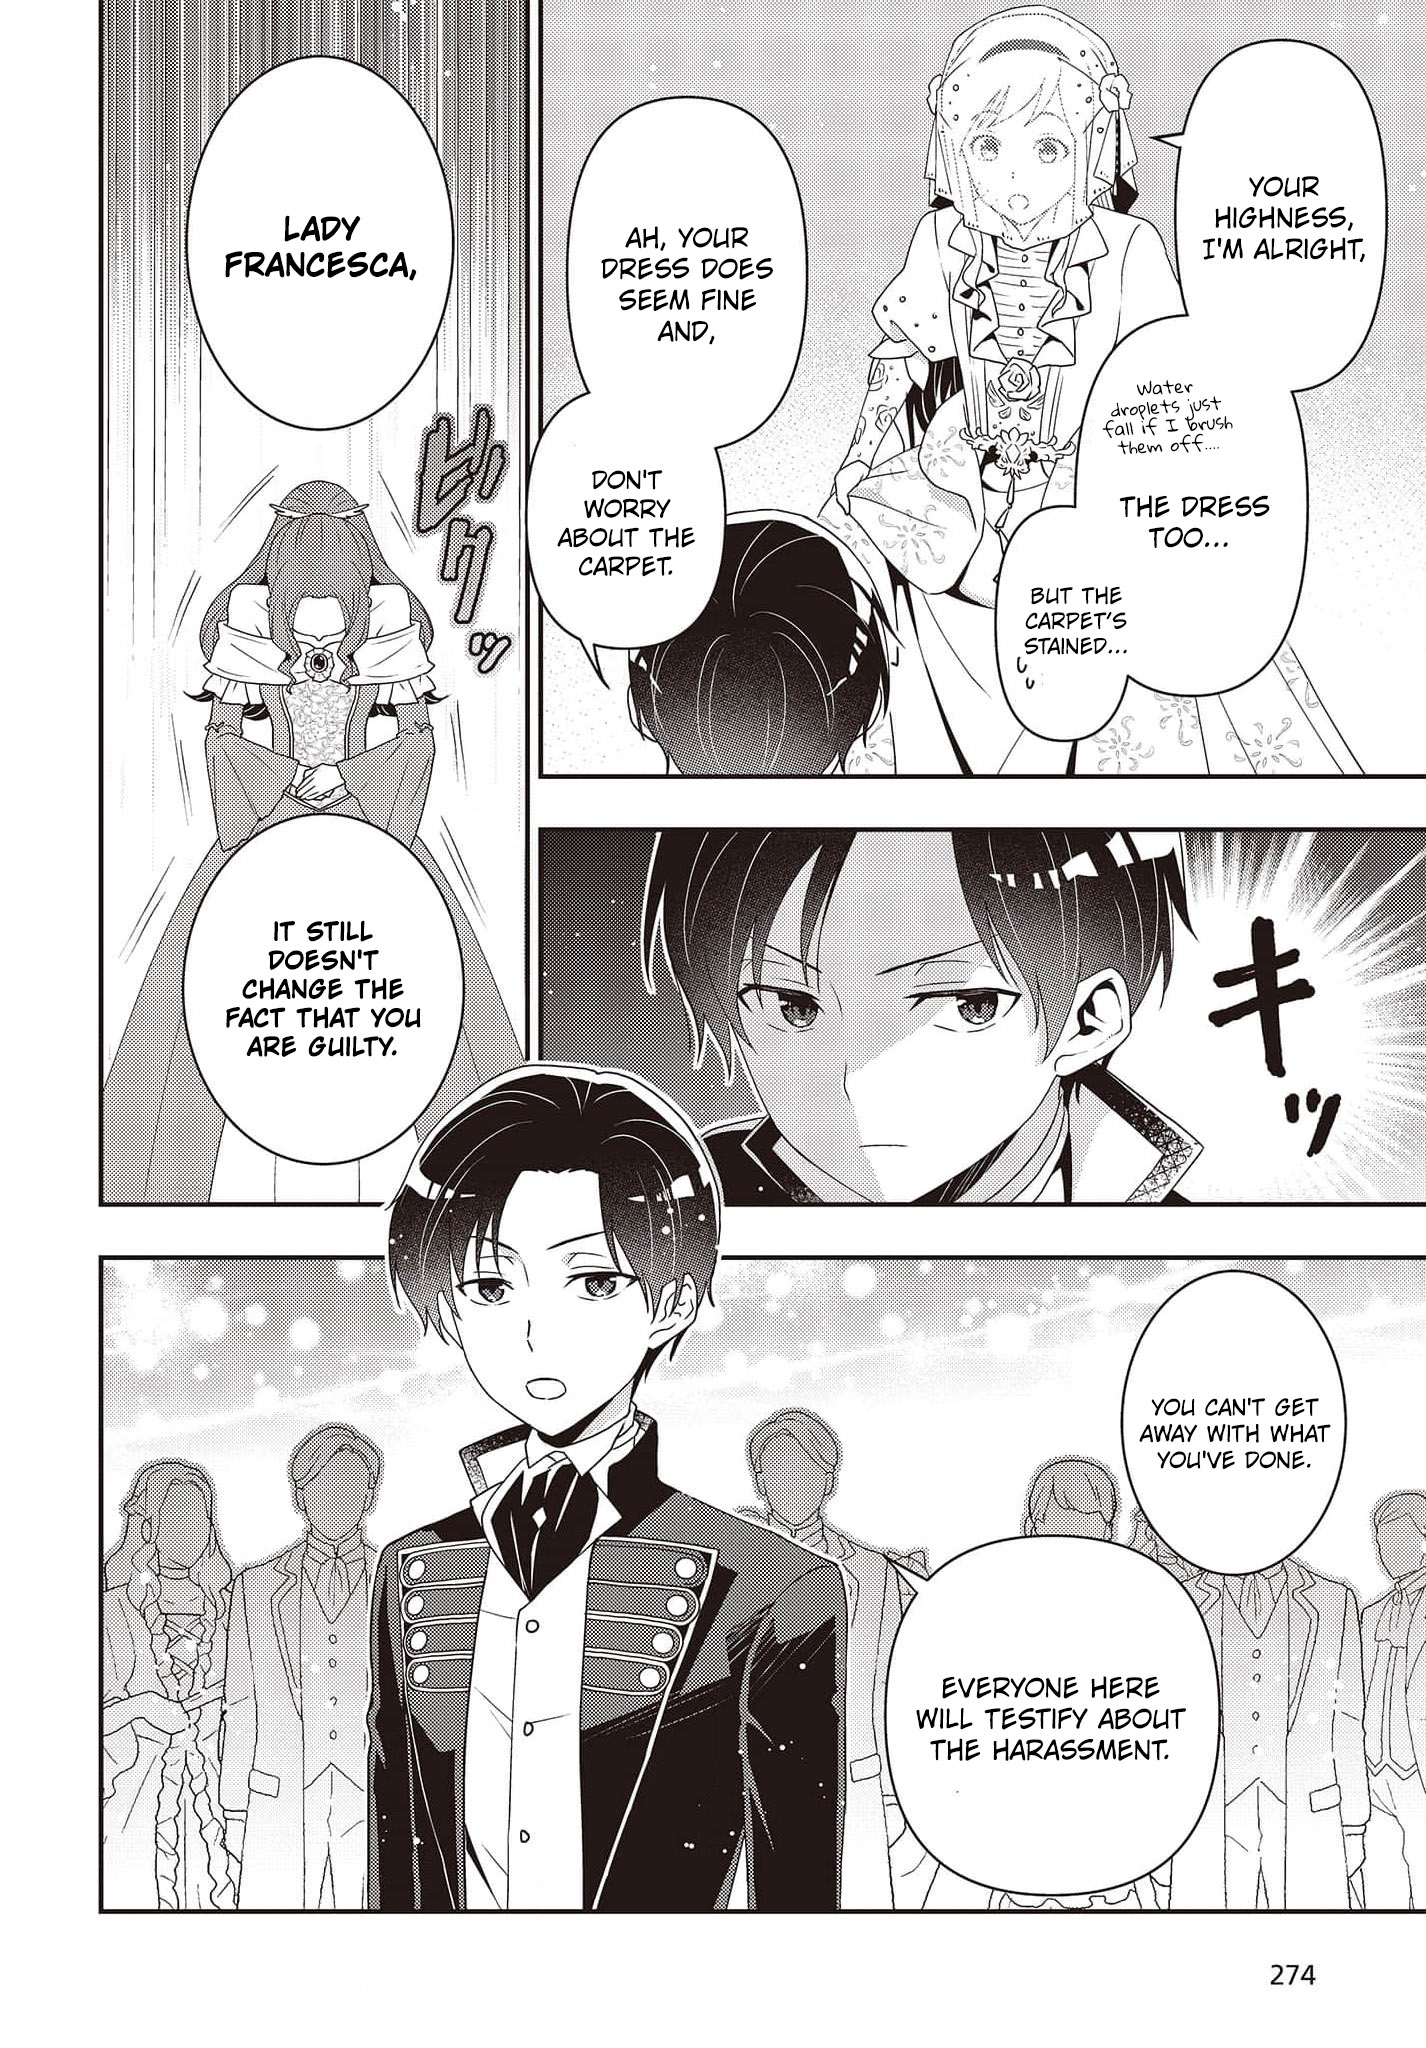 YOUR
HIGHNESS,
I'M ALRIGHT,
Water
droplets just
fall if I brush
them off....
THE DRESS
TOO...
BUT THE
CARPET'S
STAINED...
AH, YOUR
DRESS DOES
SEEM FINE
AND,
DON'T
WORRY
ABOUT THE
CARPET.
キッ
LADY
FRANCESCA,
ビクッ
IT STILL
DOESN'T
CHANGE THE
FACT THAT YOU
ARE GUILTY.
YOU CAN'T GET
AWAY WITH WHAT
YOU'VE DONE.
EVERYONE HERE
WILL TESTIFY ABOUT
THE HARASSMENT.
274